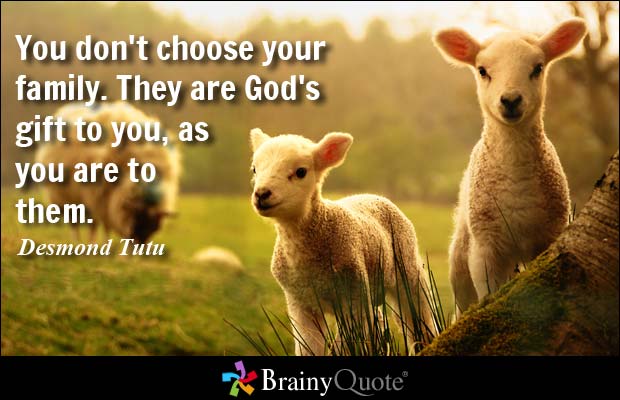 You don't choose your
family. They are God's
gift to you, as
you are to
them.
Desmond Tutu
BrainyQuote®